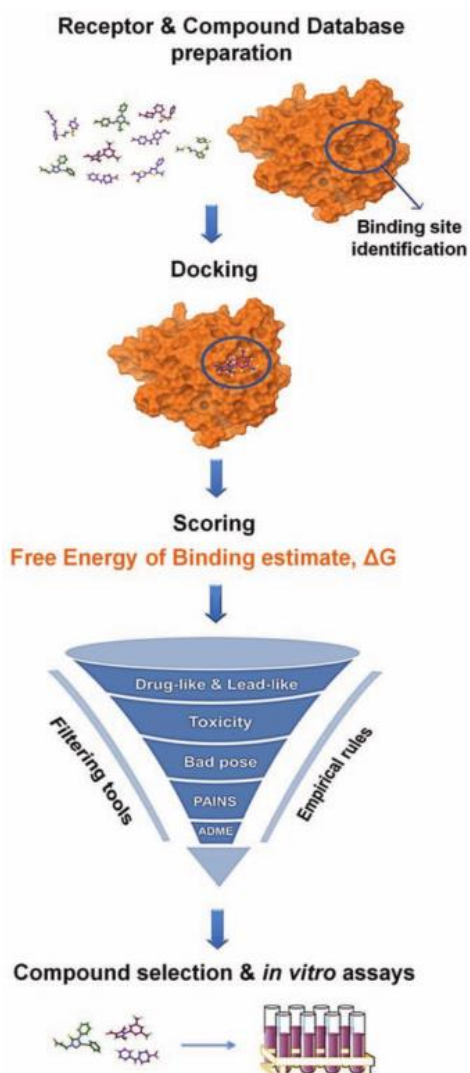 Receptor & Compound Database
preparation
Binding site
identification
Docking
Scoring
Free Energy of Binding estimate, ΔG
Drug-like & Lead-like
Toxicity
Bad pose
PAINS
ADME
Filtering tools
Empirical rules
Compound selection & in vitro assays